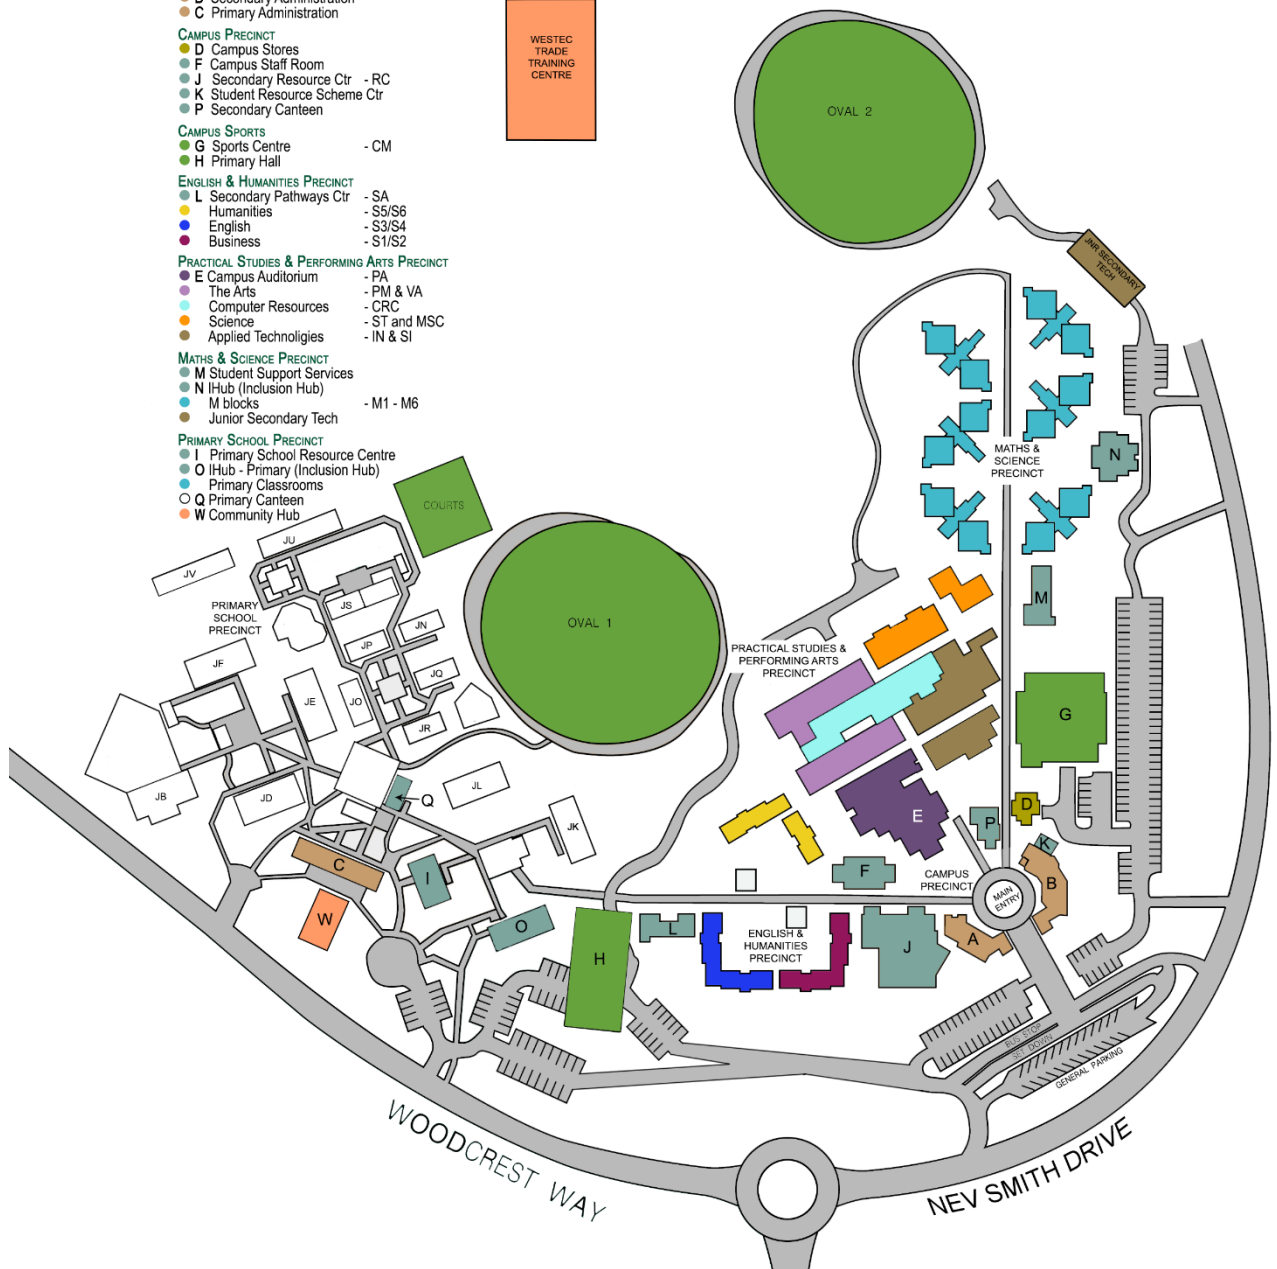 Secondary Administration
C Primary Administration
CAMPUS PRECINCT
D Campus Stores
F Campus Staff Room
J Secondary Resource Ctr - RC
K Student Resource Scheme Ctr
P Secondary Canteen
CAMPUS SPORTS
G Sports Centre - CM
H Primary Hall
ENGLISH & HUMANITIES PRECINCT
L Secondary Pathways Ctr - SA
Humanities - S5/S6
English - S3/S4
Business - S1/S2
PRACTICAL STUDIES & PERFORMING ARTS PRECINCT
E Campus Auditorium - PA
The Arts - PM & VA
Computer Resources - CRC
Science - ST and MSC
Applied Technoligies - IN & SI
MATHS & SCIENCE PRECINCT
M Student Support Services
N IHub (Inclusion Hub)
M blocks - M1 - M6
Junior Secondary Tech
PRIMARY SCHOOL PRECINCT
I Primary School Resource Centre
O IHub - Primary (Inclusion Hub)
Primary Classrooms
Q Primary Canteen
W Community Hub
WESTEC
TRADE
TRAINING
CENTRE
OVAL 2
JNR SECONDARY
TECH
MATHS &
SCIENCE
PRECINCT
N
M
COURTS
OVAL 1
JU
JV
PRIMARY
SCHOOL
PRECINCT
JS
JN
JP
JF
JQ
JE
JO
JR
JB
JD
JL
JK
Q
C
I
W
O
PRACTICAL STUDIES &
PERFORMING ARTS
PRECINCT
G
E
D
P
K
F
CAMPUS
PRECINCT
MAIN
ENTRY
B
A
H
L
ENGLISH &
HUMANITIES
PRECINCT
J
BUS STOP
SET DOWN
GENERAL PARKING
WOODCREST WAY
NEV SMITH DRIVE